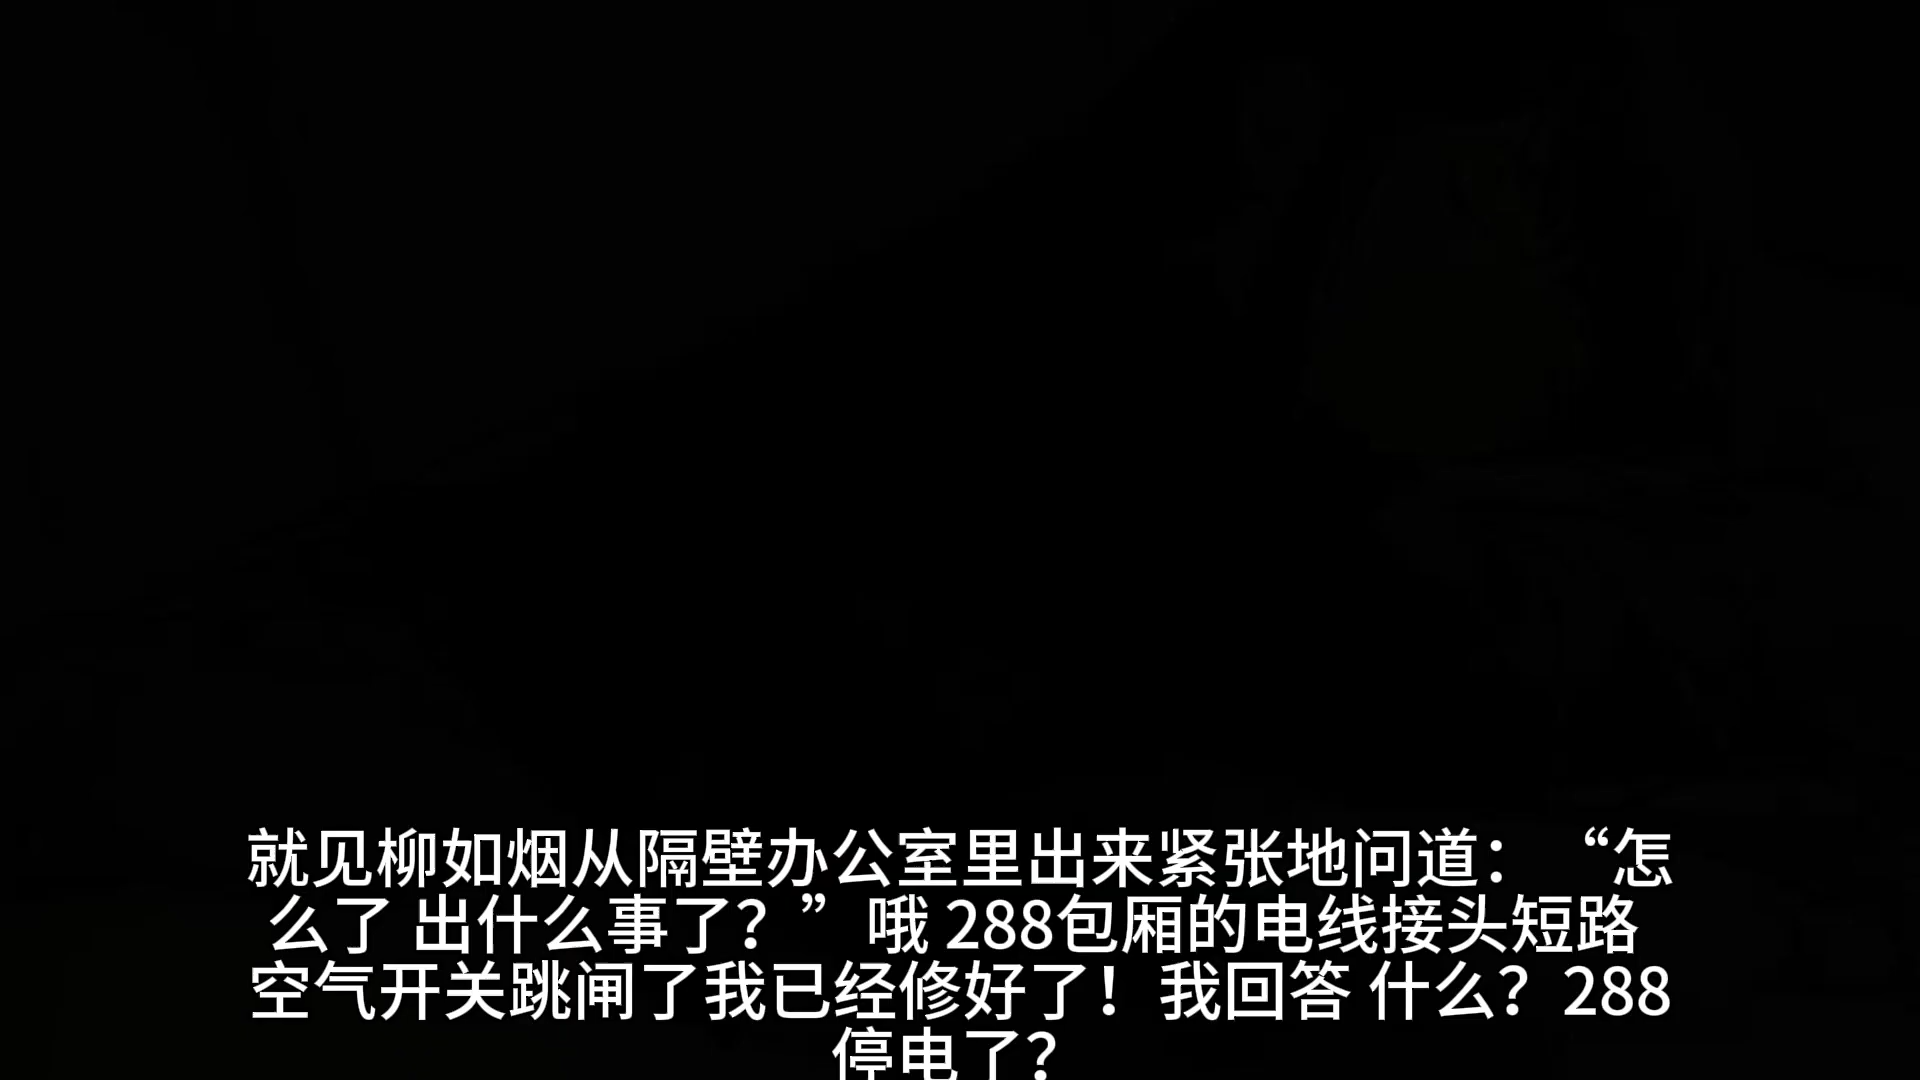 就见柳如烟从隔壁办公室里出来紧张地问道：“怎
么了 出什么事了？” 哦 288包厢的电线接头短路
空气开关跳闸了我已经修好了！我回答 什么？288
停电了？